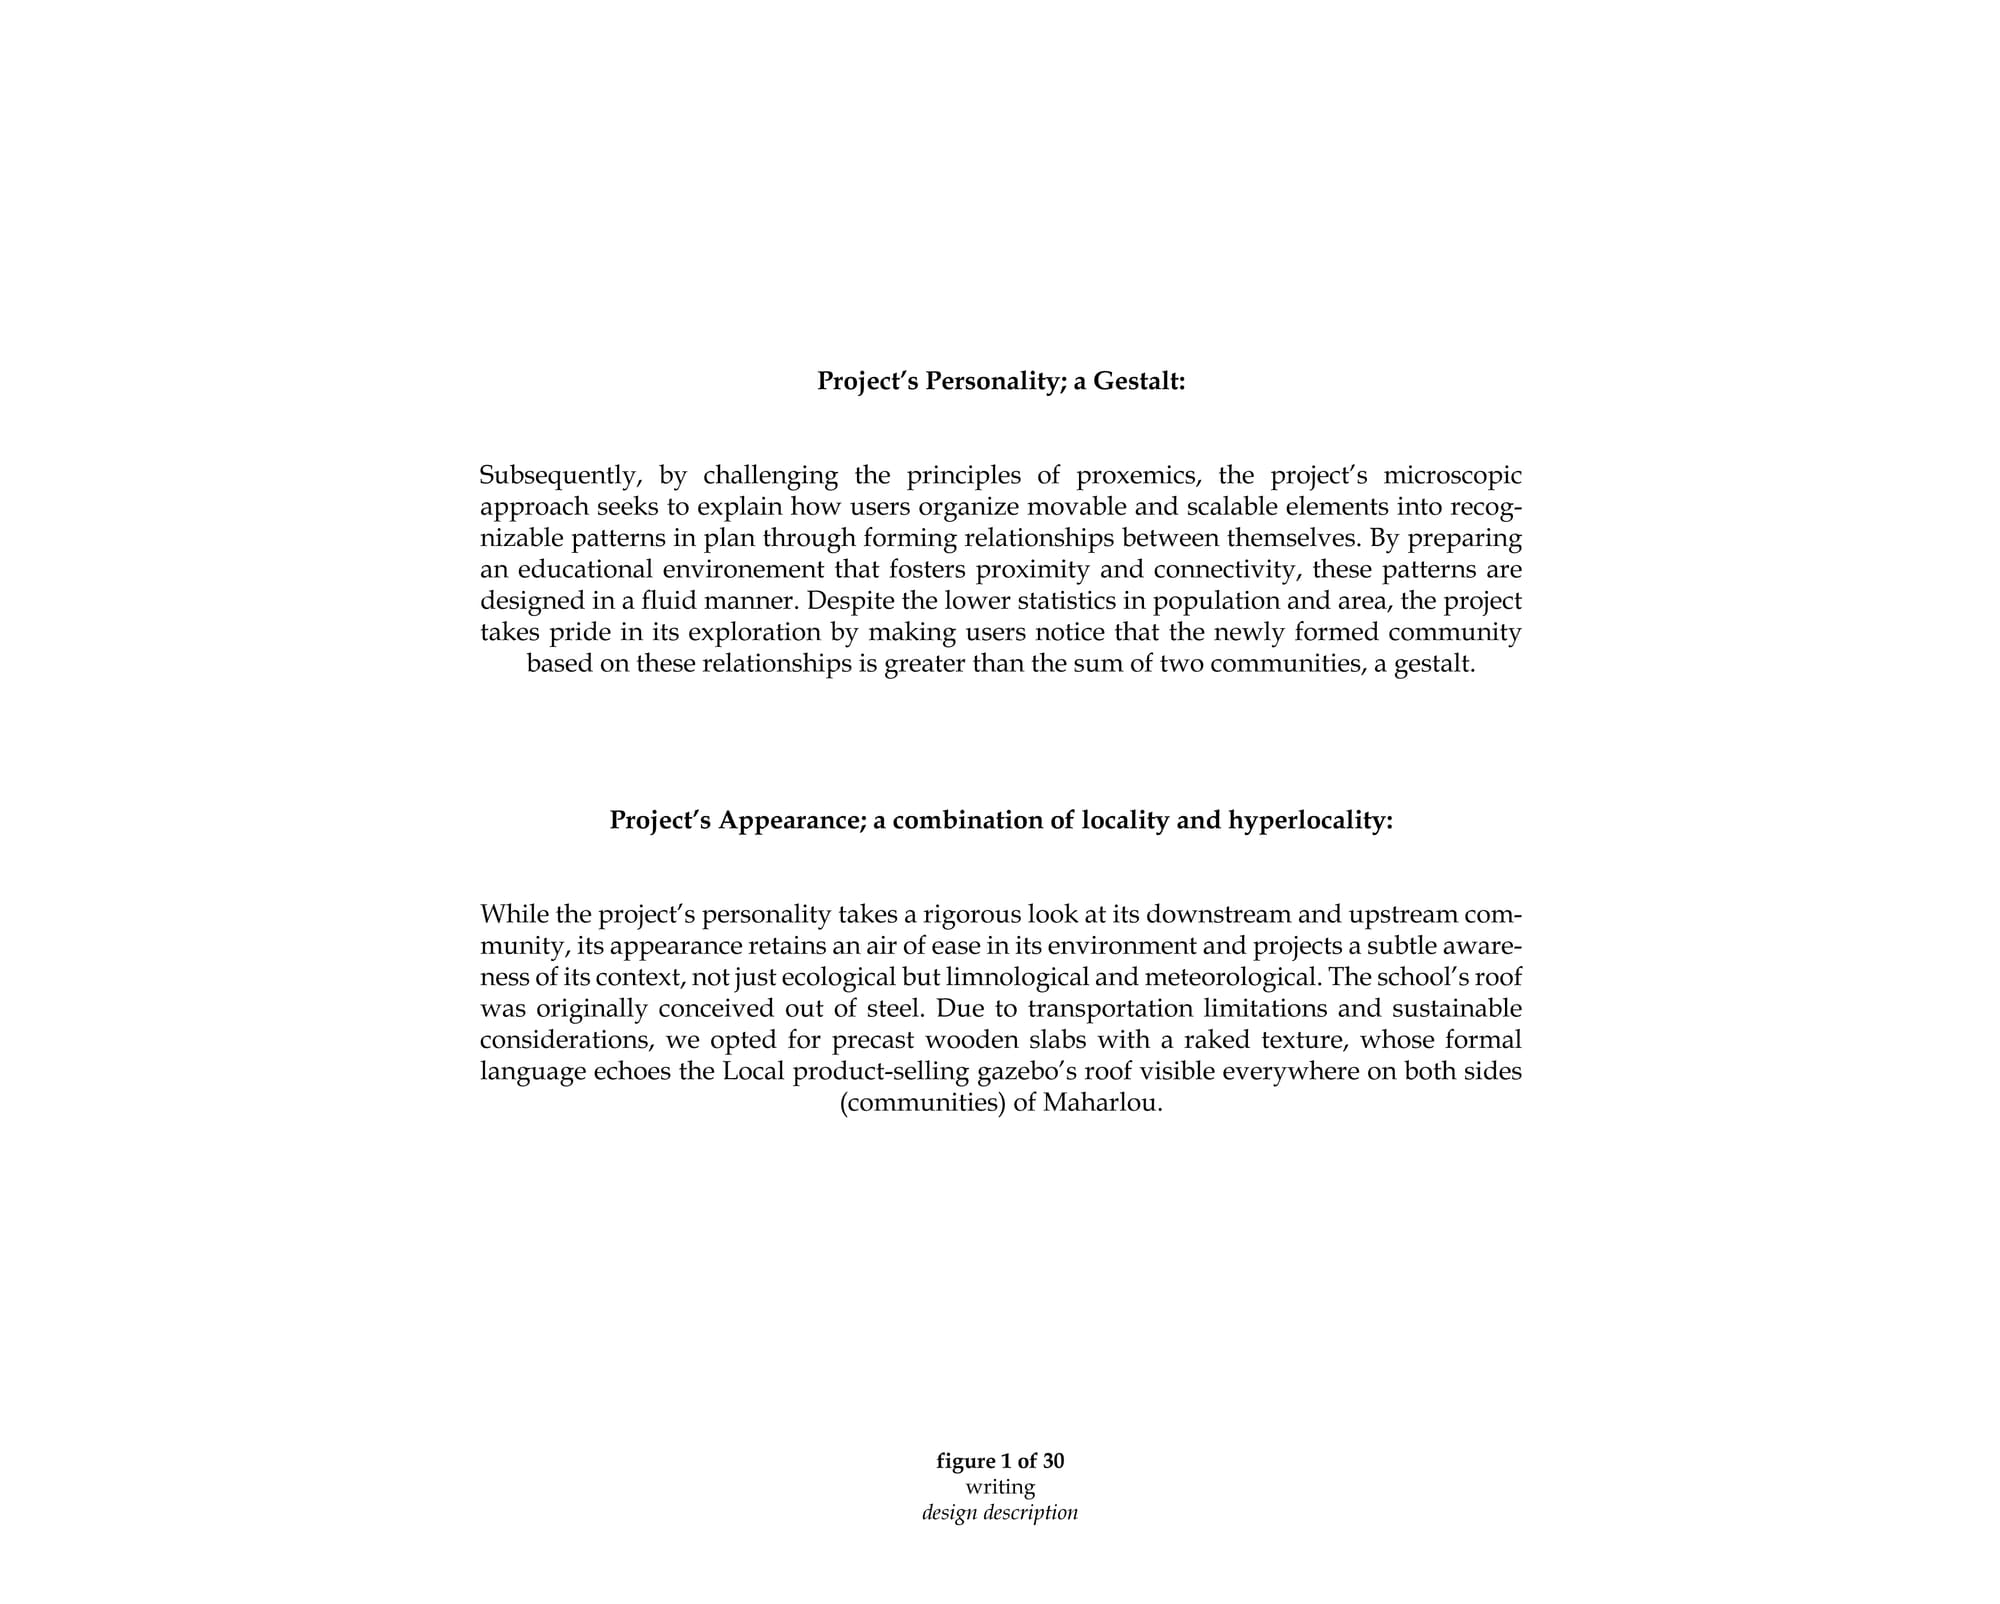 Project’s Personality; a Gestalt:
Subsequently, by challenging the principles of proxemics, the project’s microscopic
approach seeks to explain how users organize movable and scalable elements into recog-
nizable patterns in plan through forming relationships between themselves. By preparing
an educational environement that fosters proximity and connectivity, these patterns are
designed in a fluid manner. Despite the lower statistics in population and area, the project
takes pride in its exploration by making users notice that the newly formed community
based on these relationships is greater than the sum of two communities, a gestalt.
Project’s Appearance; a combination of locality and hyperlocality:
While the project’s personality takes a rigorous look at its downstream and upstream com-
munity, its appearance retains an air of ease in its environment and projects a subtle aware-
ness of its context, not just ecological but limnological and meteorological. The school’s roof
was originally conceived out of steel. Due to transportation limitations and sustainable
considerations, we opted for precast wooden slabs with a raked texture, whose formal
language echoes the Local product-selling gazebo’s roof visible everywhere on both sides
(communities) of Maharlou.
figure 1 of 30
writing
design description